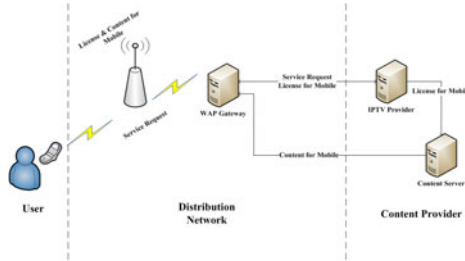 License & Content for
Mobile
Service Request
License for Mobile
License for Mobil
WAP Gateway
IPTV Provider
Service Request
Content for Mobile
Content Server
User
Distribution
Network
Content Provider